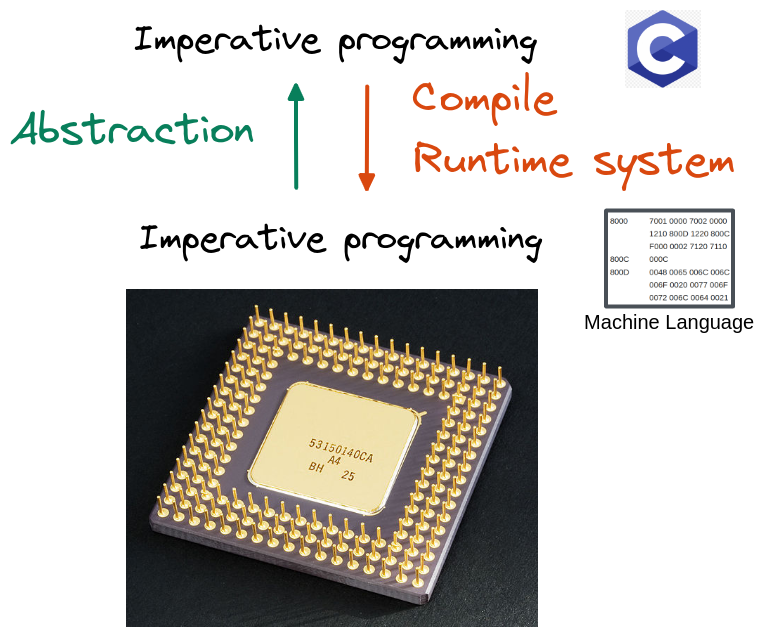 Imperative programming
C
Abstraction
Compile
Runtime system
Imperative programming
8000 7001 0000 7002 0000
1210 800D 1220 800C
F000 0002 7120 7110
800C 000C
800D 0048 0065 006C 006C
006F 0020 0077 006F
0072 006C 0064 0021
Machine Language
53150140CA
A4
BH 25